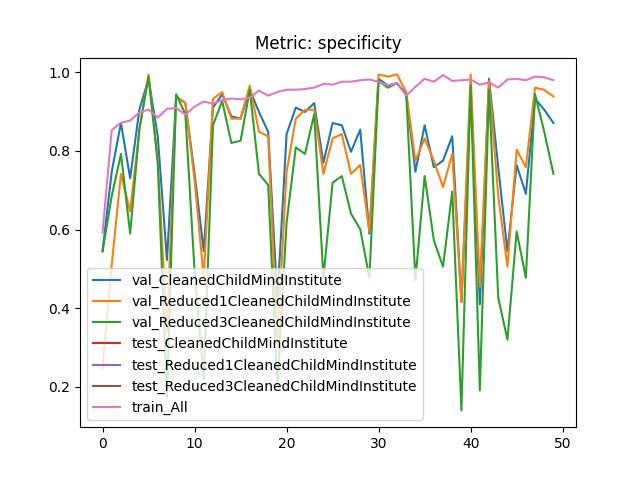 Metric: specificity
1.0
0.8
0.6
0.4
0.2
val_CleanedChildMindInstitute
val_Reduced1CleanedChildMindInstitute
val_Reduced3CleanedChildMindInstitute
test_CleanedChildMindInstitute
test_Reduced1CleanedChildMindInstitute
test_Reduced3CleanedChildMindInstitute
train_All
0 10 20 30 40 50